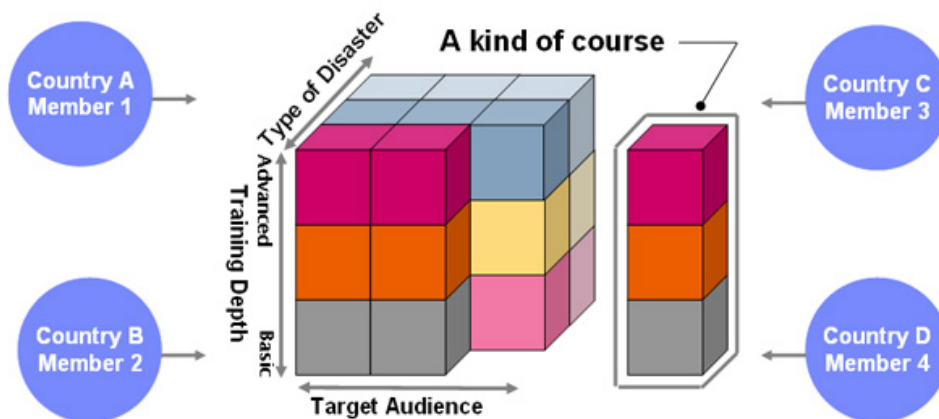 Country A
Member 1
Type of Disaster
A kind of course
Country C
Member 3
Advanced
Training Depth
Basic
Country B
Member 2
Target Audience
Country D
Member 4